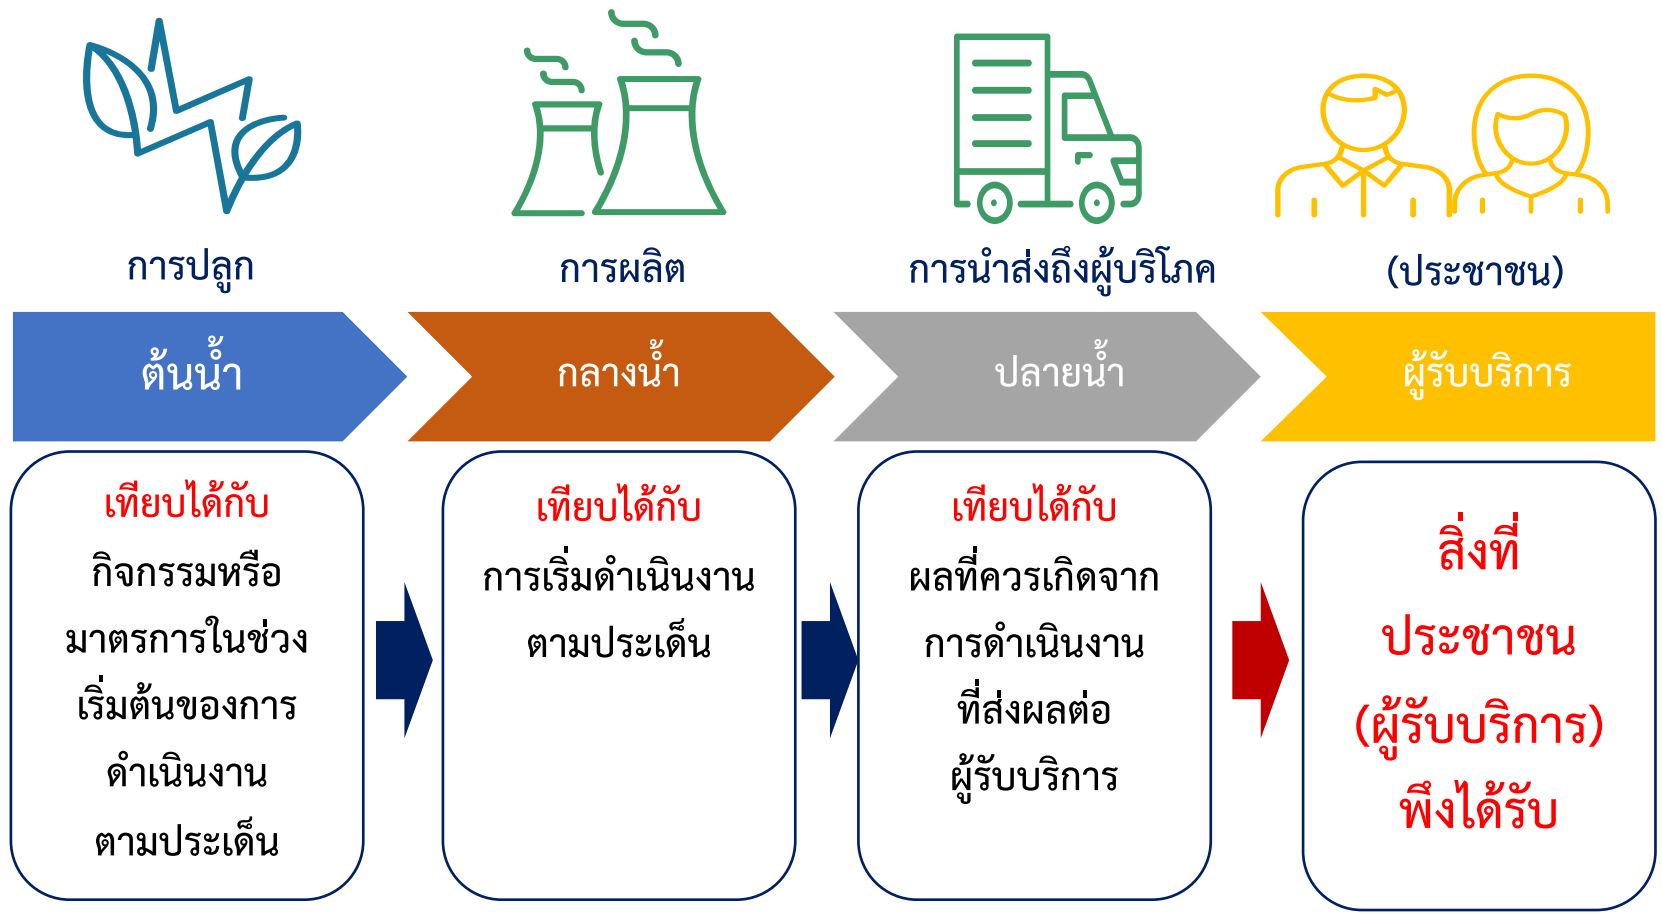 การปลูก
การผลิต
การนำส่งถึงผู้บริโภค
(ประชาชน)
ต้นน้ำ
กลางน้ำ
ปลายน้ำ
ผู้รับบริการ
เทียบได้กับ
กิจกรรมหรือ
มาตรการในช่วง
เริ่มต้นของการ
ดำเนินงาน
ตามประเด็น
เทียบได้กับ
การเริ่มดำเนินงาน
ตามประเด็น
เทียบได้กับ
ผลที่ควรเกิดจาก
การดำเนินงาน
ที่ส่งผลต่อ
ผู้รับบริการ
สิ่งที่
ประชาชน
(ผู้รับบริการ)
พึงได้รับ